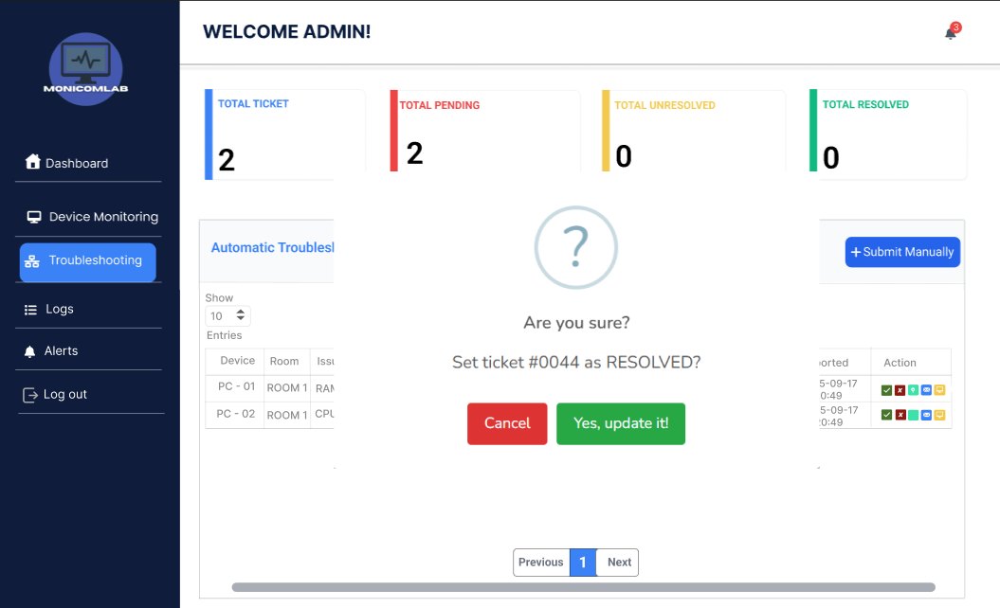 WELCOME ADMIN!
3
MONICOMLAB
Dashboard
Device Monitoring
Troubleshooting
Logs
Alerts
Log out
TOTAL TICKET
2
TOTAL PENDING
2
TOTAL UNRESOLVED
0
TOTAL RESOLVED
0
Automatic Troubles
+ Submit Manually
?
Are you sure?
Set ticket #0044 as RESOLVED?
Cancel
Yes, update it!
Show
10
Entries
Device Room Issu orted Action
PC - 01 ROOM 1 RAM 5-09-17
0:49
PC - 02 ROOM 1 CPU 5-09-17
0:49
Previous 1 Next